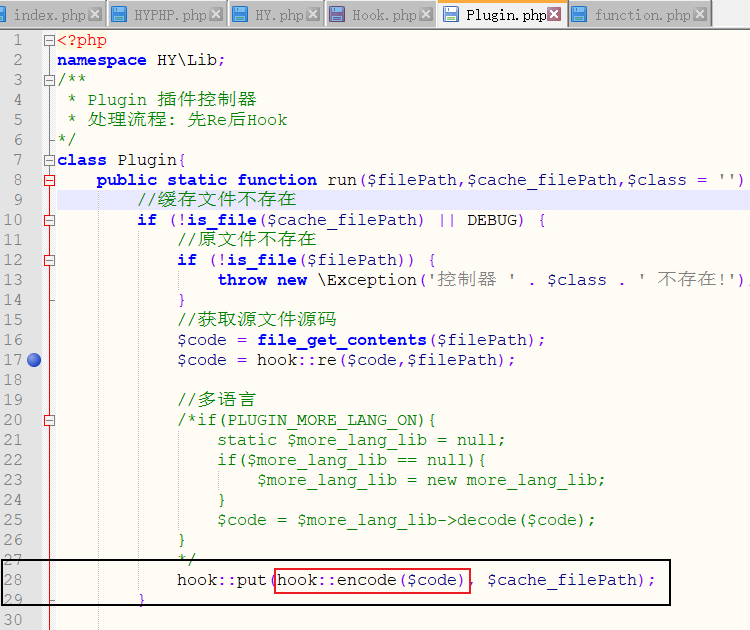 index.php HYPHP.php HY.php Hook.php Plugin.php function.php
1 <?php
2 namespace HY\Lib;
3 /**
4 * Plugin 插件控制器
5 * 处理流程: 先Re后Hook
6 */
7 class Plugin{
8 public static function run($filePath,$cache_filePath,$class = '')
9 //缓存文件不存在
10 if (!is_file($cache_filePath) || DEBUG) {
11 //原文件不存在
12 if (!is_file($filePath)) {
13 throw new \Exception('控制器 ' . $class . ' 不存在!')
14 }
15 //获取源文件源码
16 $code = file_get_contents($filePath);
17 $code = hook::re($code,$filePath);
18
19 //多语言
20 /*if(PLUGIN_MORE_LANG_ON){
21 static $more_lang_lib = null;
22 if($more_lang_lib == null){
23 $more_lang_lib = new more_lang_lib;
24 }
25 $code = $more_lang_lib->decode($code);
26 }
27 */
28 hook::put(hook::encode($code), $cache_filePath);
29 }
30